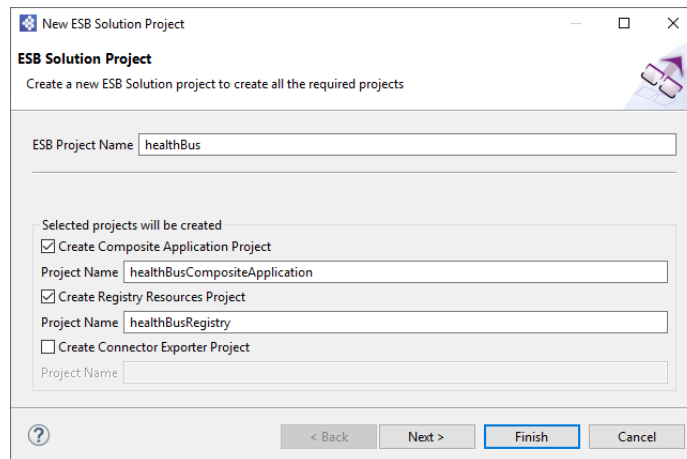 New ESB Solution Project
ESB Solution Project
Create a new ESB Solution project to create all the required projects
ESB Project Name healthBus
Selected projects will be created
Create Composite Application Project
Project Name healthBusCompositeApplication
Create Registry Resources Project
Project Name healthBusRegistry
Create Connector Exporter Project
Project Name
? < Back Next > Finish Cancel